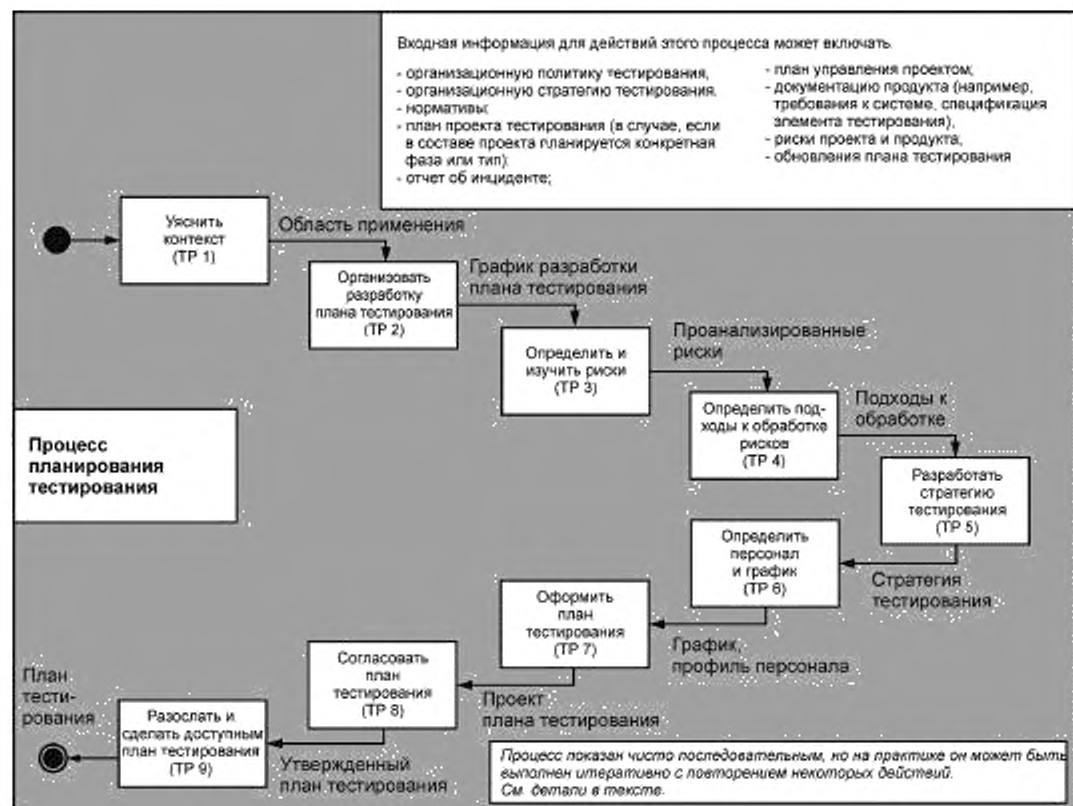 Входная информация для действий этого процесса может включать.
- организационную политику тестирования,
- организационную стратегию тестирования.
- нормативы;
- план проекта тестирования (в случае, если
в составе проекта планируется конкретная
фаза или тип);
- отчет об инциденте;
- план управления проектом;
- документацию продукта (например,
требования к системе, спецификация
элемента тестирования),
- риски проекта и продукта;
- обновления плана тестирования
Уяснить
контекст
(TP 1)
Область применения
Организовать
разработку
плана тестирования
(TP 2)
График разработки
плана тестирования
Определить и
изучить риски
(TP 3)
Проанализированные
риски
Определить под-
ходы к обработке
рисков
(TP 4)
Подходы к
обработке
Процесс
планирования
тестирования
Разработать
стратегию
тестирования
(TP 5)
Стратегия
тестирования
Определить
персонал
и график
(TP 6)
График,
профиль персонала
Оформить
план
тестирования
(TP 7)
Проект
плана тестирования
Согласовать
план
тестирования
(TP 8)
Утвержденный
план тестирования
Разослать и
сделать доступным
план тестирования
(TP 9)
План
тести-
рования
Процесс показан чисто последовательным, но на практике он может быть
выполнен итеративно с повторением некоторых действий.
См. детали в тексте.